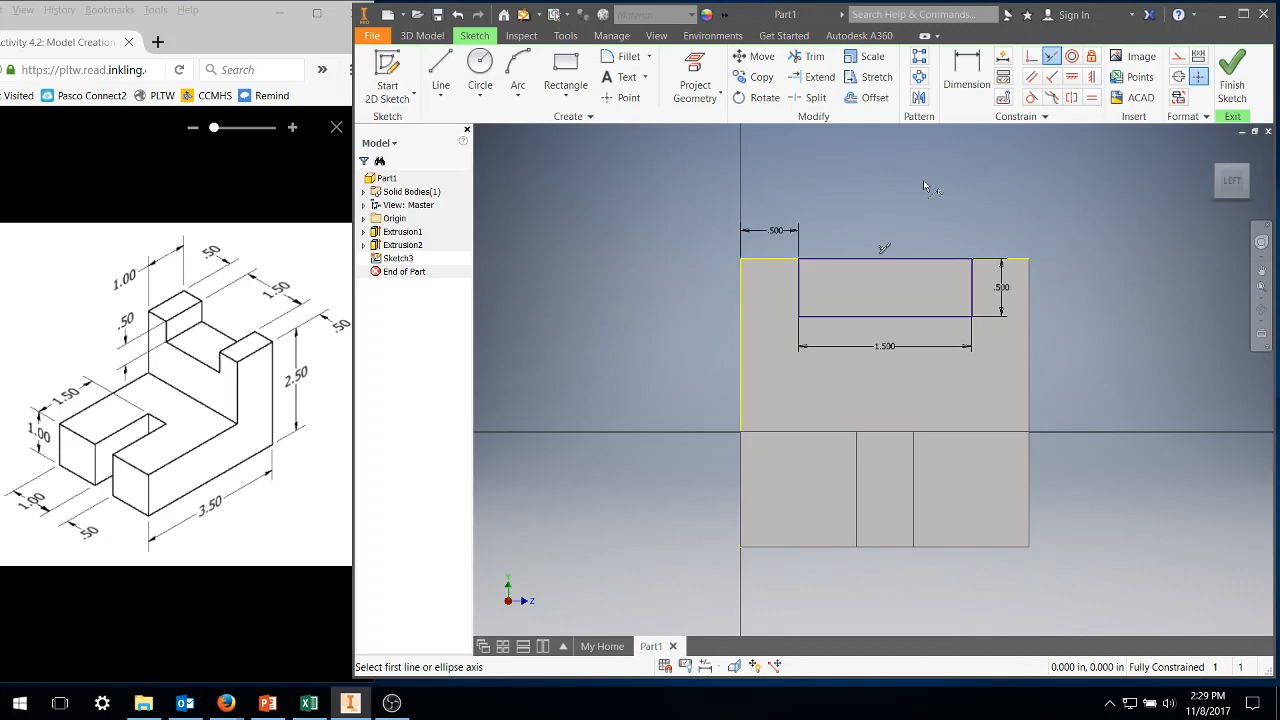 History Bookmarks Tools Help
Activity 4.2: Model Creation
https://pltw.read.inkling.
Search
Visited
Pasco Connect2
PLTW
CCMHS
Remind
1.00
.50
1.50
.50
.50
2.50
1.50
1.00
1.00
.50
3.50
PRO
Material
Part1
Search Help & Commands...
Sign In
File
3D Model
Sketch
Inspect
Tools
Manage
View
Environments
Get Started
Autodesk A360
Start
2D Sketch
Line
Circle
Arc
Rectangle
Fillet
Text
Point
Project
Geometry
Move
Copy
Rotate
Trim
Extend
Split
Scale
Stretch
Offset
Dimension
Image
Points
ACAD
Finish
Sketch
Sketch
Create
Modify
Pattern
Constrain
Insert
Format
Exit
Model
Part1
Solid Bodies(1)
View: Master
Origin
Extrusion1
Extrusion2
Sketch3
End of Part
LEFT
.500
.500
1.500
Y
Z
My Home
Part1
Select first line or ellipse axis
0.000 in, 0.000 in
Fully Constrained
1
1
2:29 PM
11/8/2017